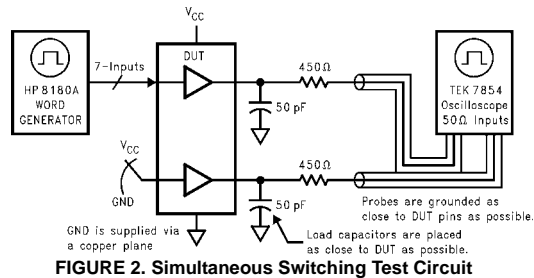 VCC
DUT
7-Inputs
HP8180A
WORD
GENERATOR
450Ω
50 pF
TEK 7854
Oscilloscope
50Ω Inputs
VCC
GND
450Ω
50 pF
Probes are grounded as
close to DUT pins as possible.
GND is supplied via
a copper plane
Load capacitors are placed
as close to DUT as possible.
FIGURE 2. Simultaneous Switching Test Circuit